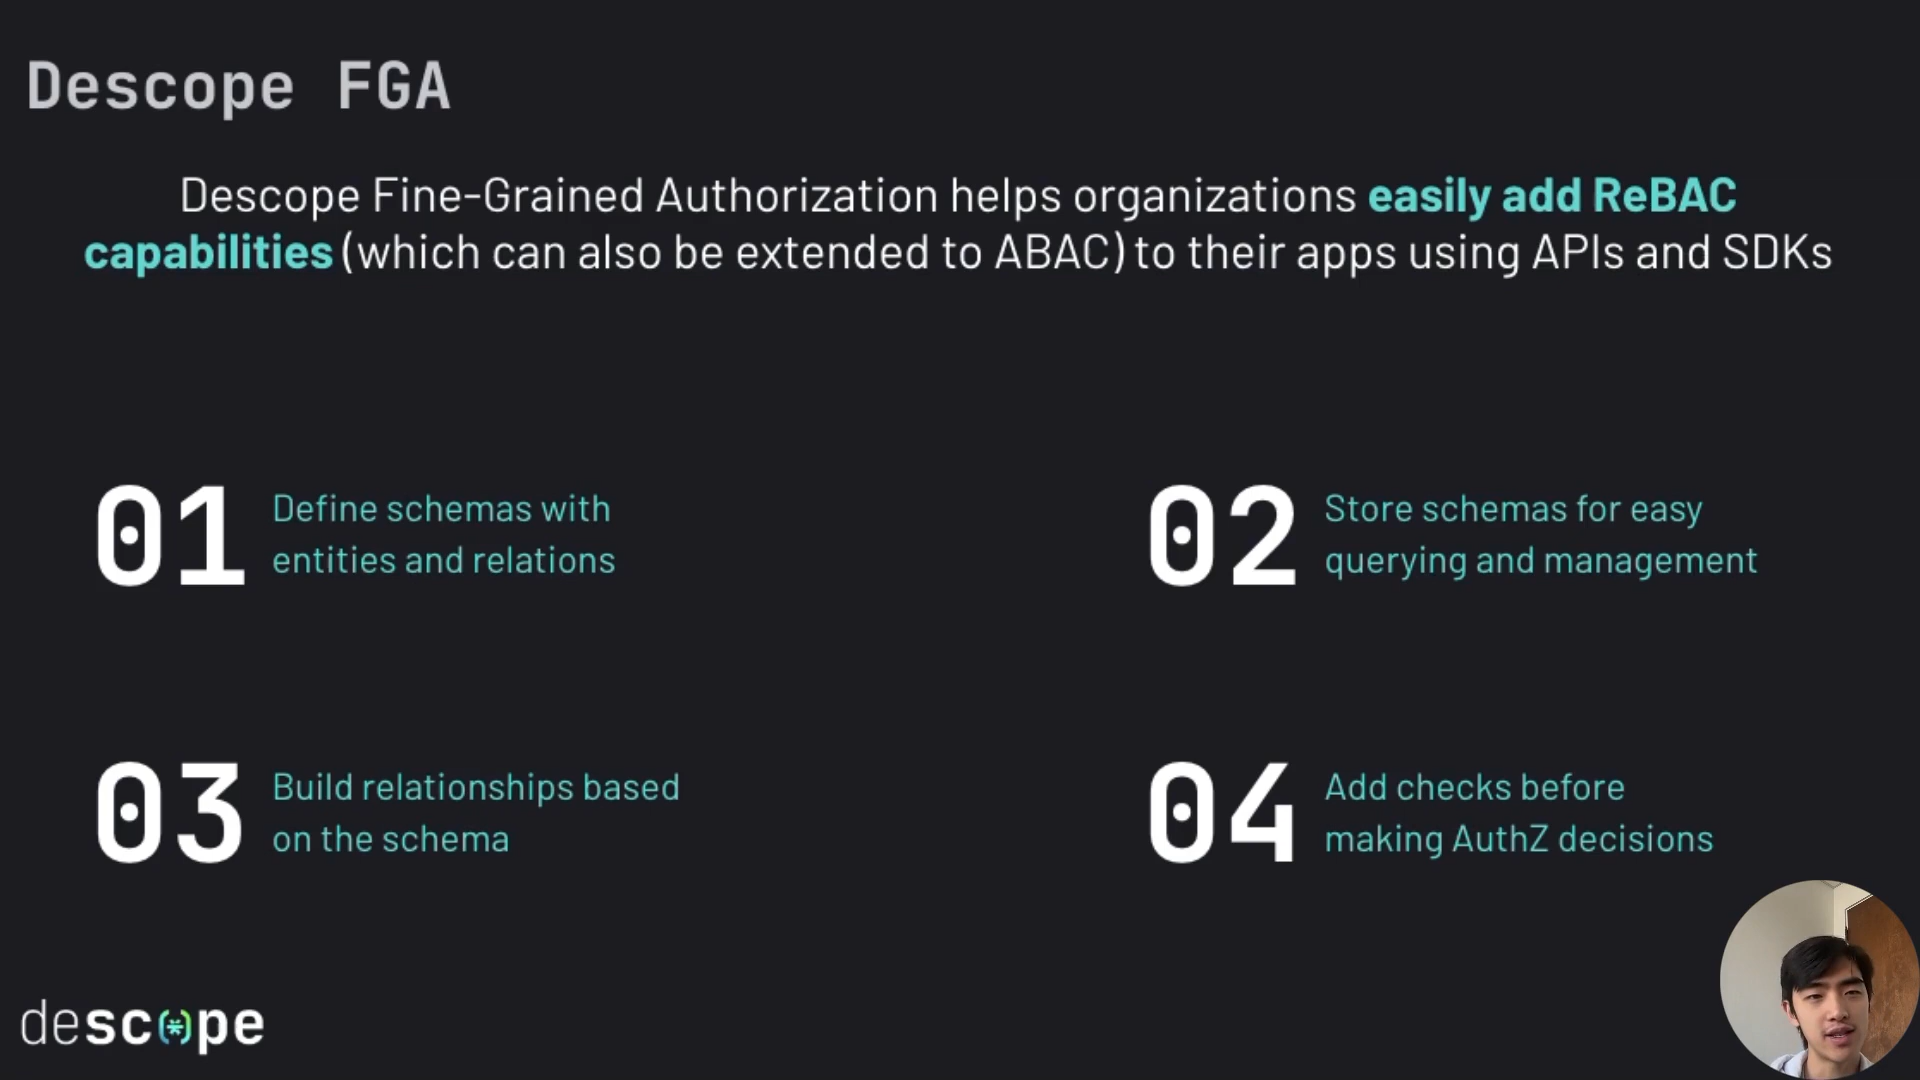 Descope FGA
Descope Fine-Grained Authorization helps organizations easily add ReBAC
capabilities (which can also be extended to ABAC) to their apps using APIs and SDKs
01
Define schemas with
entities and relations
02
Store schemas for easy
querying and management
03
Build relationships based
on the schema
04
Add checks before
making AuthZ decisions
descope